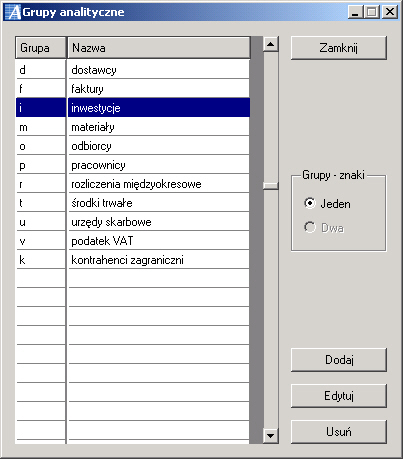 Grupy analityczne
Grupa Nazwa
d dostawcy
f faktury
i inwestycje
m materiały
o odbiorcy
p pracownicy
r rozliczenia międzyokresowe
t środki trwałe
u urzędy skarbowe
v podatek VAT
k kontrahenci zagraniczni
Zamknij
Grupy - znaki
Jeden
Dwa
Dodaj
Edytuj
Usuń